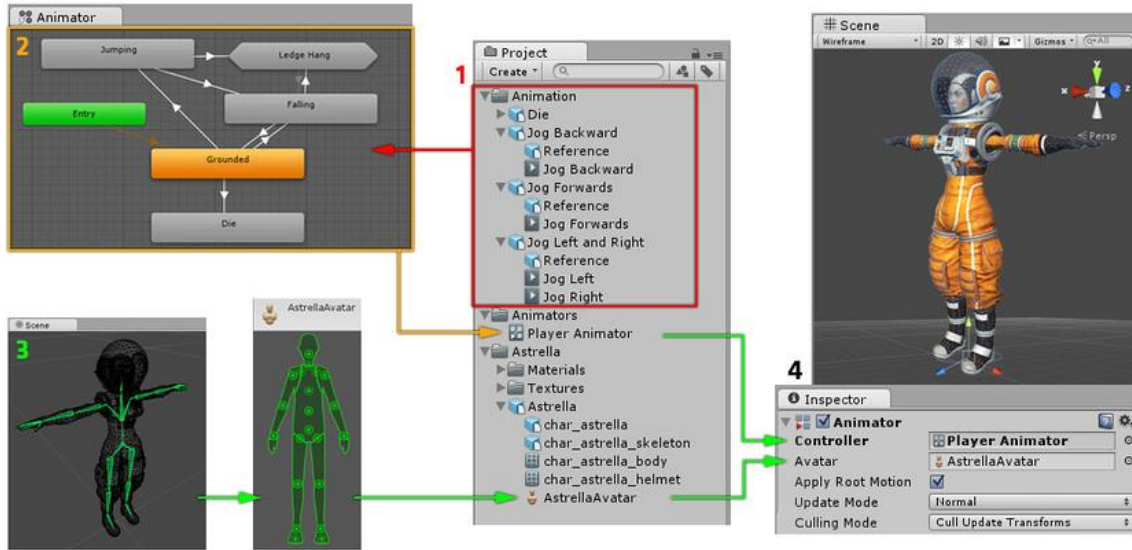 Animator
2
Jumping
Ledge Hang
Falling
Entry
Grounded
Die
Scene
3
AstrellaAvatar
Project
Create
1
Animation
Die
Jog Backward
Reference
Jog Backward
Jog Forwards
Reference
Jog Forwards
Jog Left and Right
Reference
Jog Left
Jog Right
Animators
Player Animator
Astrella
Materials
Textures
Astrella
char_astrella
char_astrella_skeleton
char_astrella_body
char_astrella_helmet
AstrellaAvatar
# Scene
Wireframe 2D Gizmos All
y
x z
Persp
4
Inspector
Animator
Controller Player Animator
Avatar AstrellaAvatar
Apply Root Motion
Update Mode Normal
Culling Mode Cull Update Transforms